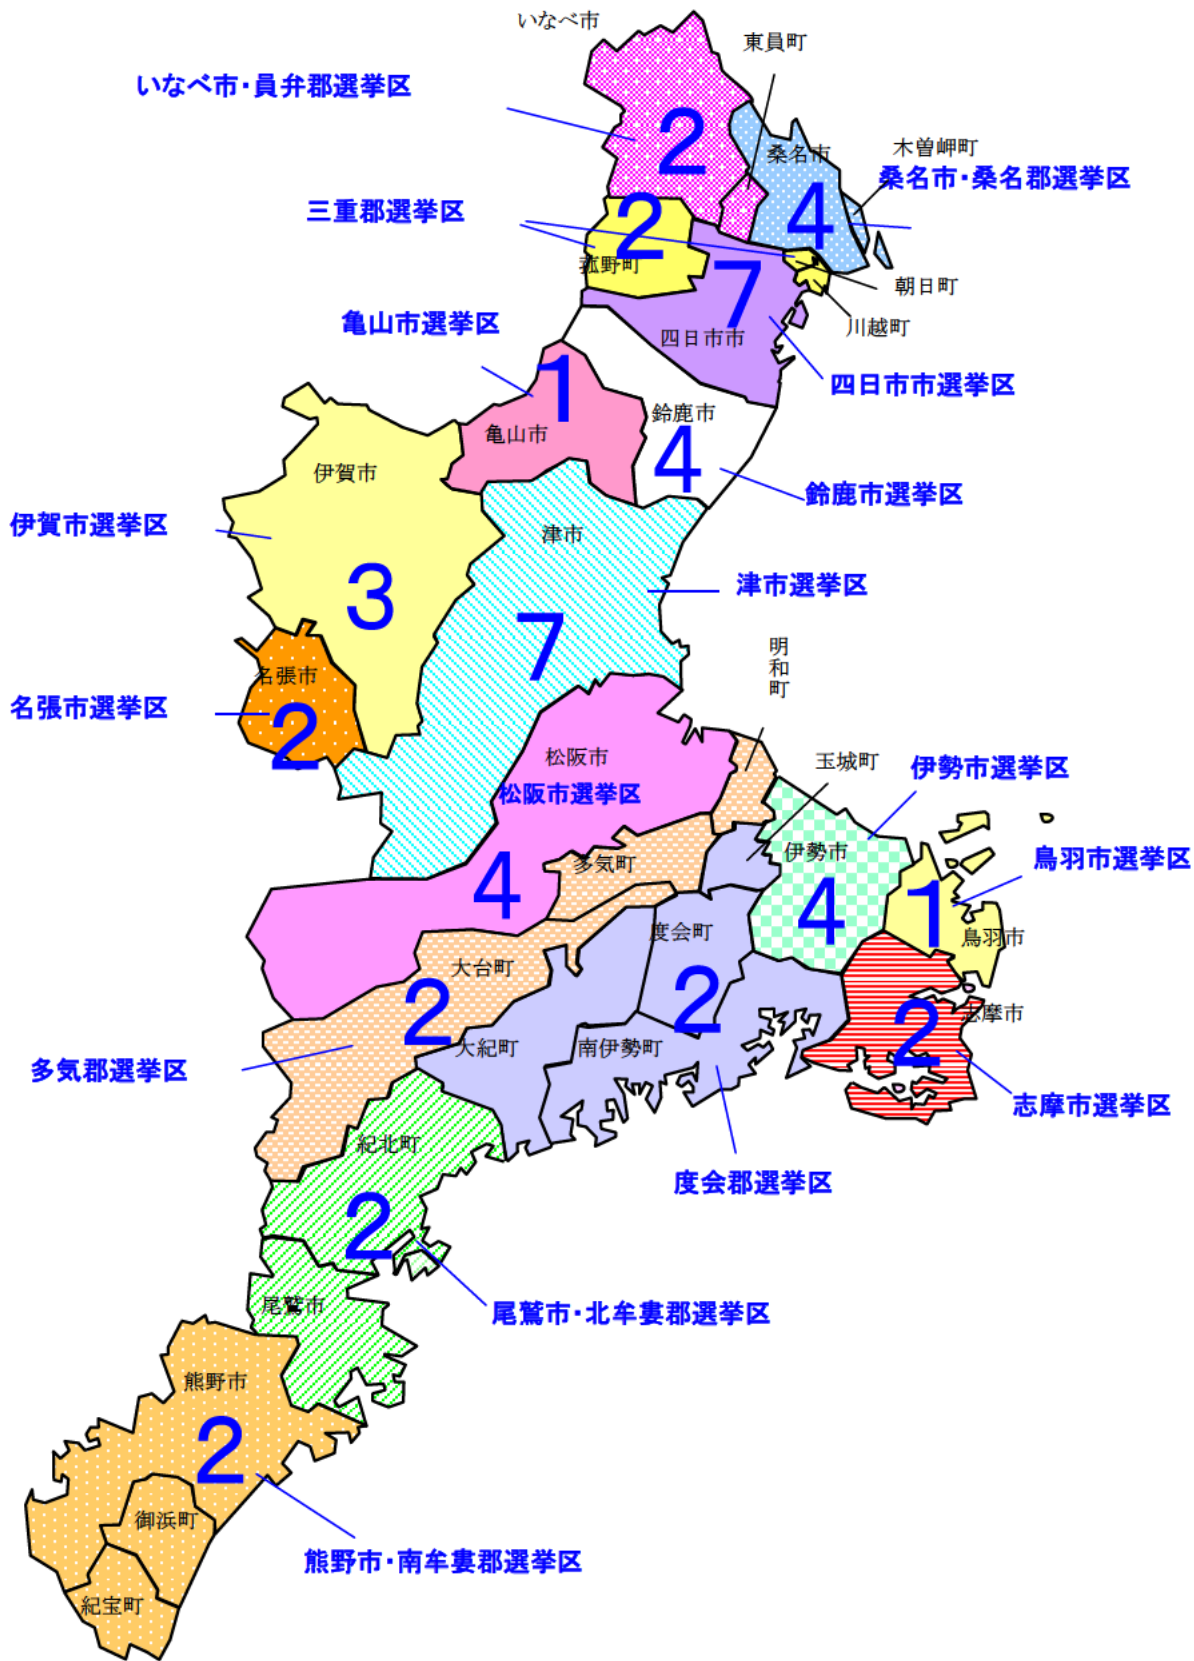 いなべ市
東員町
いなべ市・員弁郡選挙区
2
桑名市
木曽岬町
桑名市・桑名郡選挙区
4
三重郡選挙区
2
菰野町
7
朝日町
川越町
亀山市選挙区
四日市市
四日市市選挙区
1
亀山市
鈴鹿市
4
鈴鹿市選挙区
伊賀市
伊賀市選挙区
3
津市
津市選挙区
7
明和町
名張市
名張市選挙区
2
松阪市
松阪市選挙区
4
玉城町
伊勢市選挙区
伊勢市
4
鳥羽市選挙区
1
鳥羽市
多気町
度会町
2
大台町
2
志摩市
2
大紀町
南伊勢町
多気郡選挙区
志摩市選挙区
紀北町
度会郡選挙区
2
尾鷲市
尾鷲市・北牟婁郡選挙区
熊野市
2
御浜町
熊野市・南牟婁郡選挙区
紀宝町